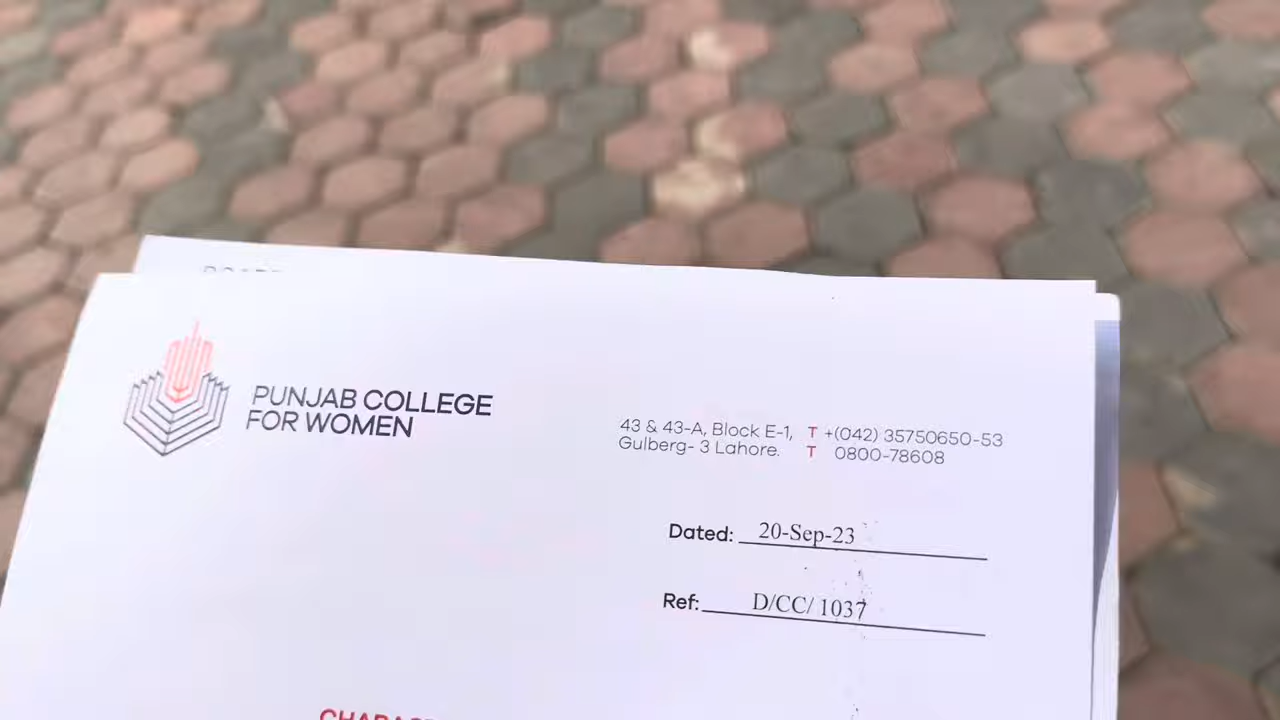 PUNJAB COLLEGE
FOR WOMEN
43 & 43-A, Block E-1, T +(042) 35750650-53
Gulberg- 3 Lahore. T 0800-78608
Dated: 20-Sep-23
Ref: D/CC/ 1037